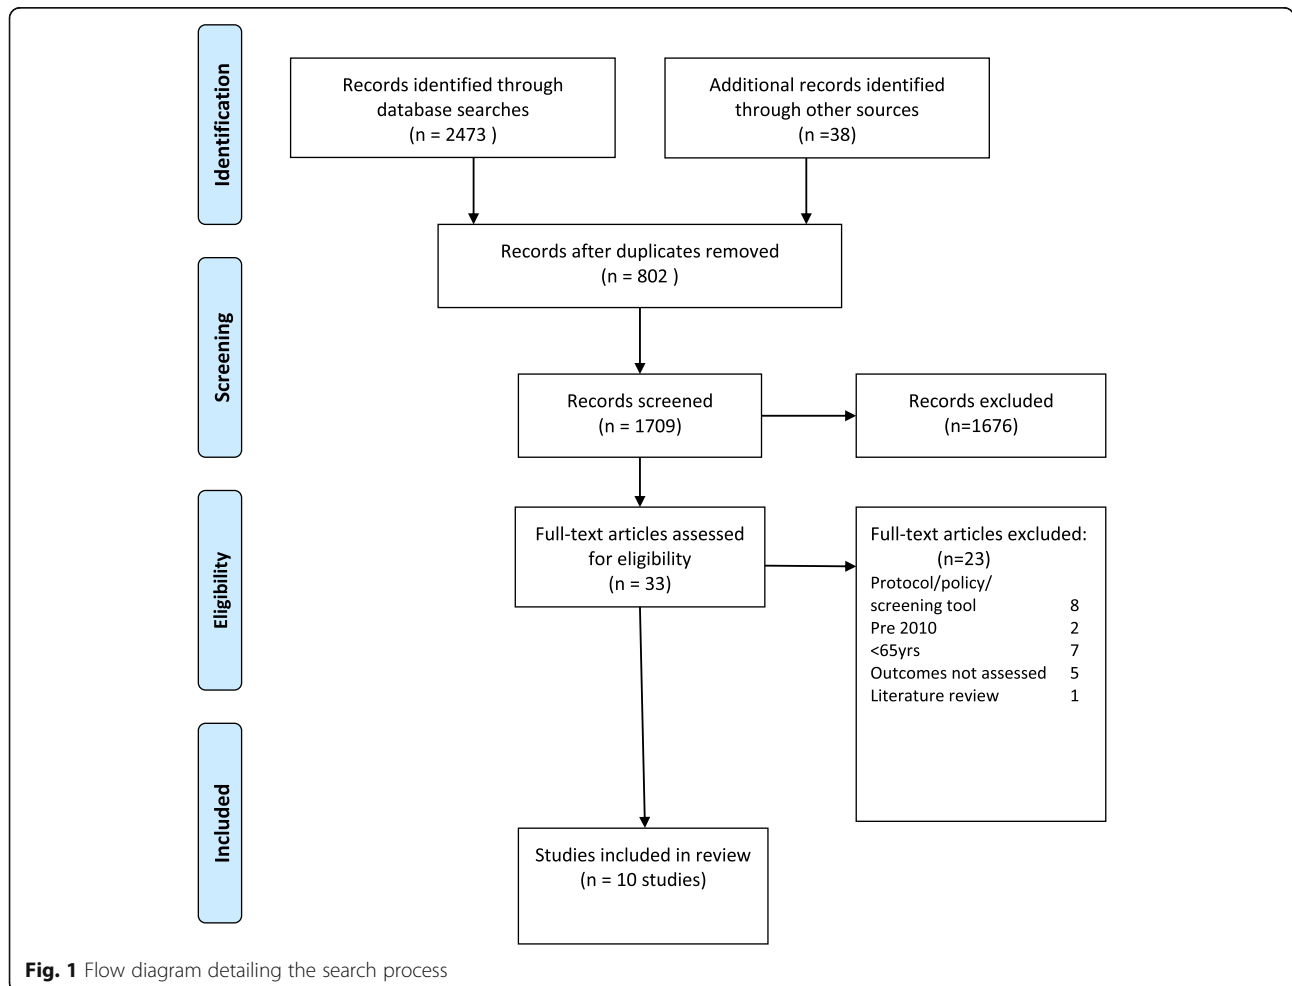 Identification
Records identified through
database searches
(n = 2473 )
Additional records identified
through other sources
(n =38)
Screening
Records after duplicates removed
(n = 802 )
Records screened
(n = 1709)
Records excluded
(n=1676)
Eligibility
Full-text articles assessed
for eligibility
(n = 33)
Full-text articles excluded:
(n=23)
Protocol/policy/
screening tool 8
Pre 2010 2
<65yrs 7
Outcomes not assessed 5
Literature review 1
Included
Studies included in review
(n = 10 studies)
Fig. 1 Flow diagram detailing the search process